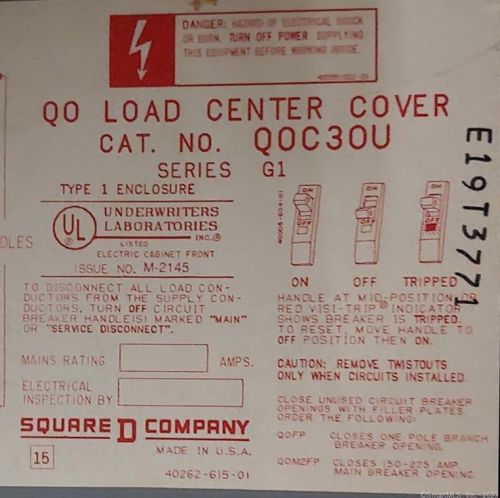 DANGER: HAZARD OF ELECTRICAL SHOCK
OR BURN. TURN OFF POWER SUPPLYING
THIS EQUIPMENT BEFORE WORKING INSIDE.
QO LOAD CENTER COVER
CAT. NO. QOC30U
SERIES G1
TYPE 1 ENCLOSURE
UL
UNDERWRITERS
LABORATORIES
INC.®
LISTED
ELECTRIC CABINET FRONT
ISSUE NO. M-2145
DLES
TO DISCONNECT ALL LOAD CON-
DUCTORS FROM THE SUPPLY CON-
DUCTORS, TURN OFF CIRCUIT
BREAKER HANDLE(S) MARKED "MAIN"
OR "SERVICE DISCONNECT".
MAINS RATING AMPS.
ELECTRICAL
INSPECTION BY
SQUARE D COMPANY
15
MADE IN U.S.A.
40262-615-01
E19T3771
ON OFF TRIPPED
HANDLE AT MID-POSITION OR
RED VISI-TRIP® INDICATOR
SHOWS BREAKER IS TRIPPED.
TO RESET, MOVE HANDLE TO
OFF POSITION THEN ON.
CAUTION: REMOVE TWISTOUTS
ONLY WHEN CIRCUITS INSTALLED.
CLOSE UNUSED CIRCUIT BREAKER
OPENINGS WITH FILLER PLATES.
ORDER THE FOLLOWING:
QOFP CLOSES ONE POLE BRANCH
BREAKER OPENING.
QOM2FP CLOSES 150-225 AMP
MAIN BREAKER OPENING.